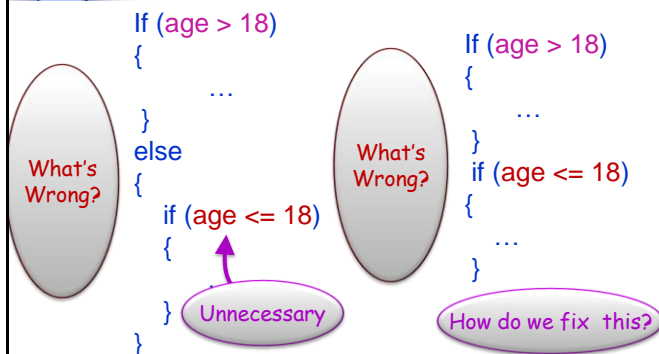 What's
Wrong?
If (age > 18)
{
...
}
else
{
if (age <= 18)
{
}
Unnecessary
}
What's
Wrong?
If (age > 18)
{
...
}
if (age <= 18)
{
...
}
How do we fix this?